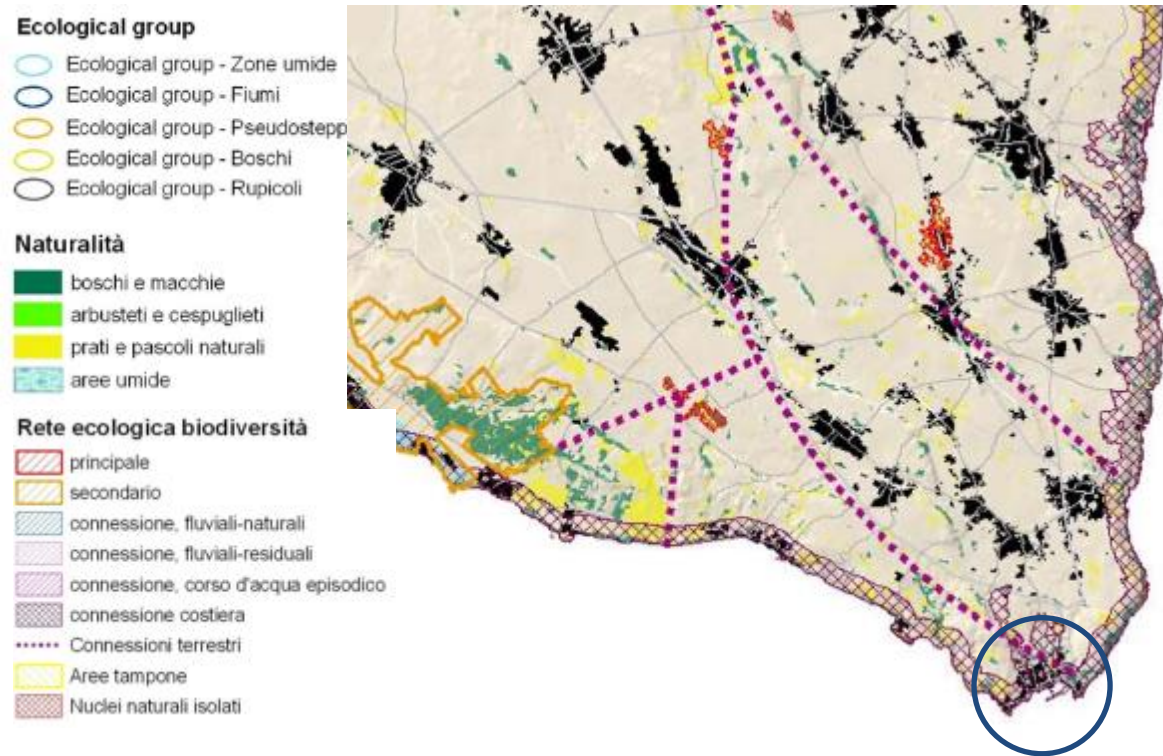 Ecological group
Ecological group - Zone umide
Ecological group - Fiumi
Ecological group - Pseudostepp
Ecological group - Boschi
Ecological group - Rupicoli
Naturalità
boschi e macchie
arbusteti e cespuglieti
prati e pascoli naturali
aree umide
Rete ecologica biodiversità
principale
secondario
connessione, fluviali-naturali
connessione, fluviali-residuali
connessione, corso d'acqua episodico
connessione costiera
Connessioni terrestri
Aree tampone
Nuclei naturali isolati